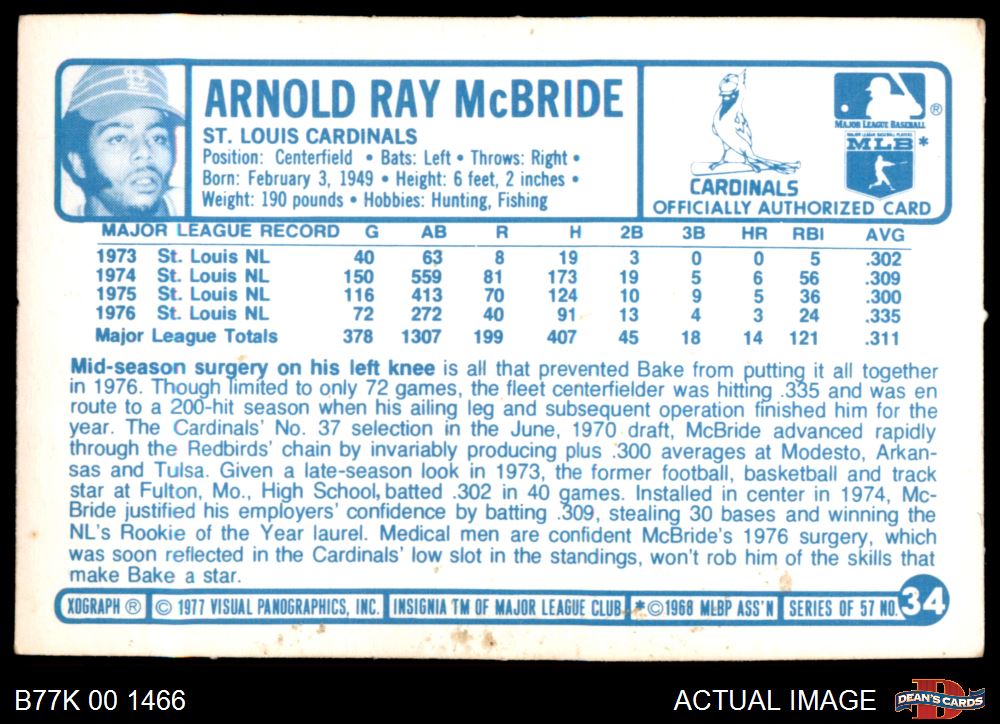 ARNOLD RAY McBRIDE
ST. LOUIS CARDINALS
Position: Centerfield • Bats: Left • Throws: Right •
Born: February 3, 1949 • Height: 6 feet, 2 inches •
Weight: 190 pounds • Hobbies: Hunting, Fishing
CARDINALS
MAJOR LEAGUE BASEBALL ®
MAJOR LEAGUE BASEBALL PLAYERS
MLB *
OFFICIALLY AUTHORIZED CARD
MAJOR LEAGUE RECORD G AB R H 2B 3B HR RBI AVG
1973 St. Louis NL 40 63 8 19 3 0 0 5 .302
1974 St. Louis NL 150 559 81 173 19 5 6 56 .309
1975 St. Louis NL 116 413 70 124 10 9 5 36 .300
1976 St. Louis NL 72 272 40 91 13 4 3 24 .335
Major League Totals 378 1307 199 407 45 18 14 121 .311
Mid-season surgery on his left knee is all that prevented Bake from putting it all together
in 1976. Though limited to only 72 games, the fleet centerfielder was hitting .335 and was en
route to a 200-hit season when his ailing leg and subsequent operation finished him for the
year. The Cardinals' No. 37 selection in the June, 1970 draft, McBride advanced rapidly
through the Redbirds' chain by invariably producing plus .300 averages at Modesto, Arkan-
sas and Tulsa. Given a late-season look in 1973, the former football, basketball and track
star at Fulton, Mo., High School, batted .302 in 40 games. Installed in center in 1974, Mc-
Bride justified his employers' confidence by batting .309, stealing 30 bases and winning the
NL's Rookie of the Year laurel. Medical men are confident McBride's 1976 surgery, which
was soon reflected in the Cardinals' low slot in the standings, won't rob him of the skills that
make Bake a star.
XOGRAPH ® © 1977 VISUAL PANOGRAPHICS, INC. INSIGNIA TM OF MAJOR LEAGUE CLUB * © 1968 MLBP ASS'N SERIES OF 57 NO. 34
B77K 00 1466 ACTUAL IMAGE DEAN'S CARDS